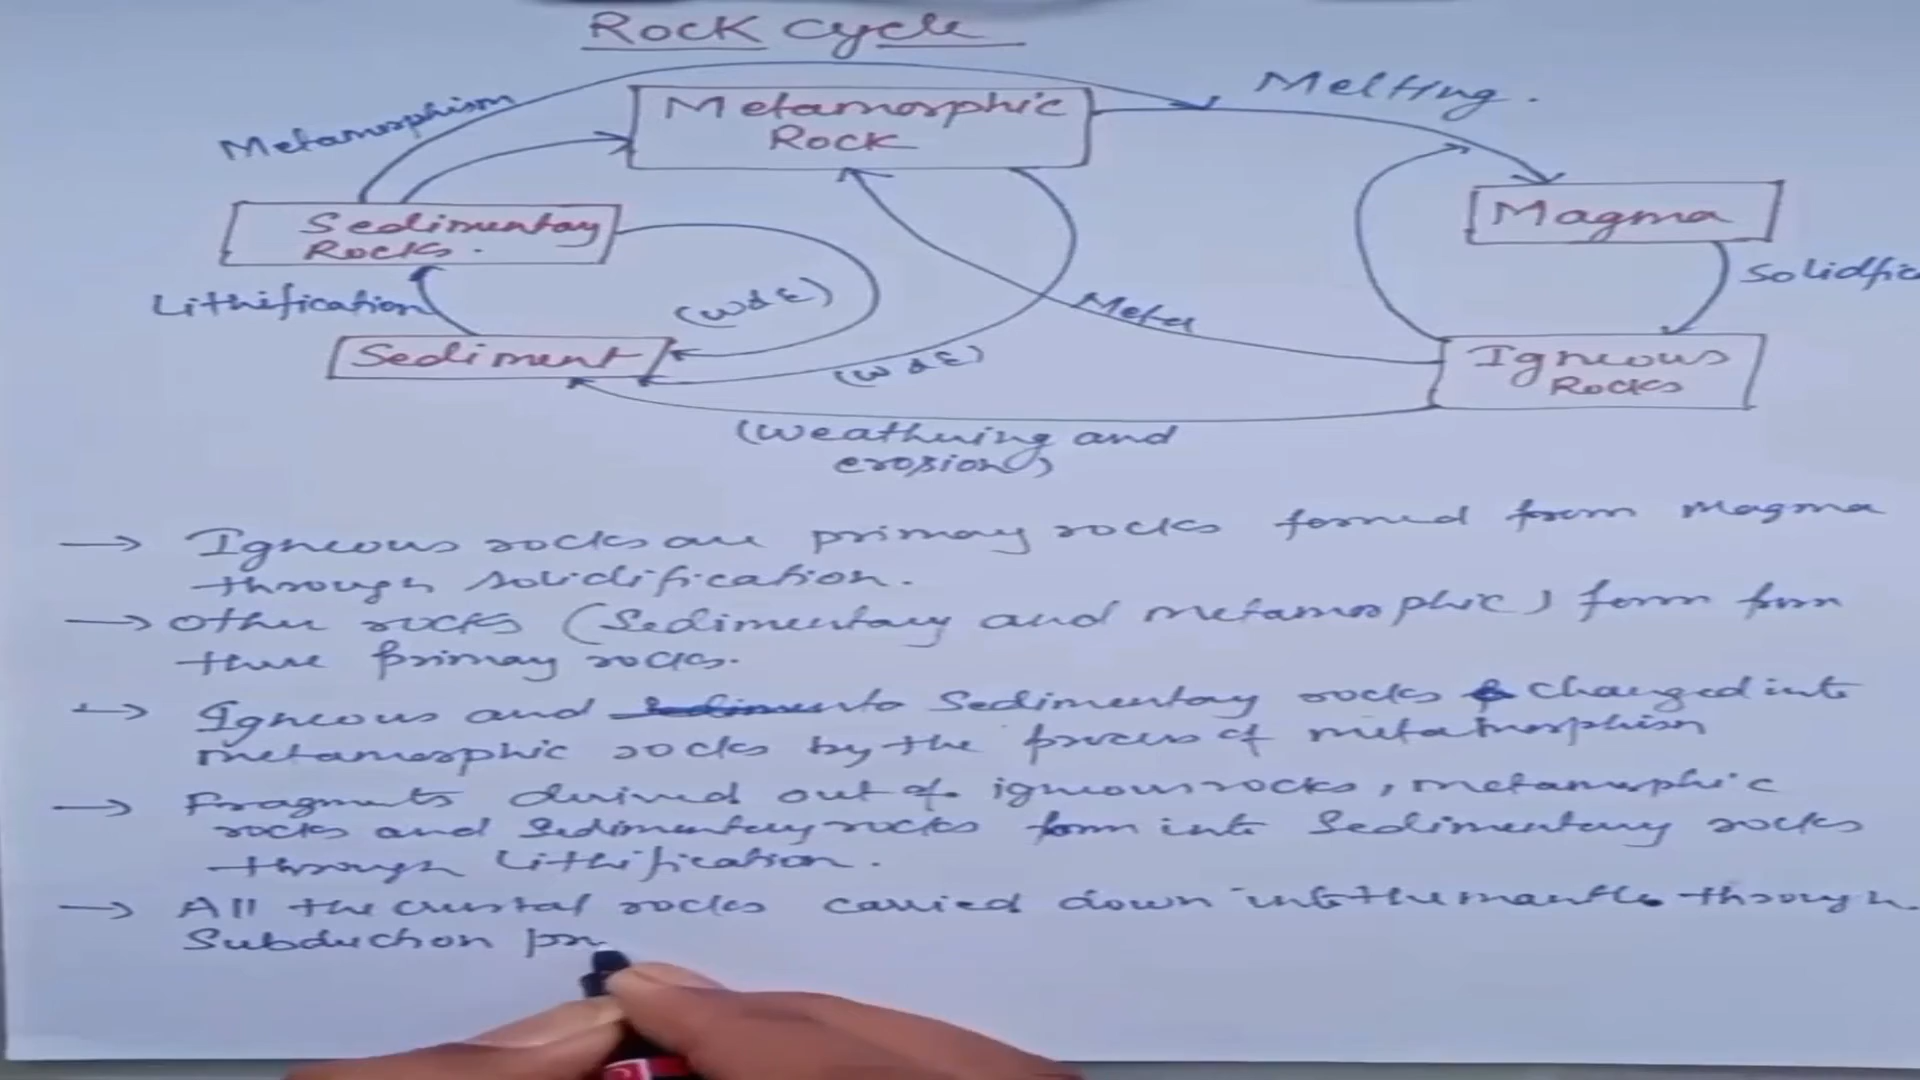 Rock Cycle
Melting.
Metamorphism
Metamorphic
Rock
Magma
Sedimentary
Rocks.
Solidfic
Lithification
(W & E)
Meta
Sediment
(W & E)
Igneous
Rocks
(Weathering and
erosion)
→ Igneous rocks are primary rocks formed from Magma
through solidification.
→ Other rocks (Sedimentary and metamorphic) form from
these primary rocks.
→ Igneous and Sedimentary rocks changed into
metamorphic rocks by the process of metamorphism
→ Fragments derived out of igneous rocks, metamorphic
rocks and Sedimentary rocks form into Sedimentary rocks
through Lithification.
→ All the crustal rocks carried down into the mantle through
Subduction pr